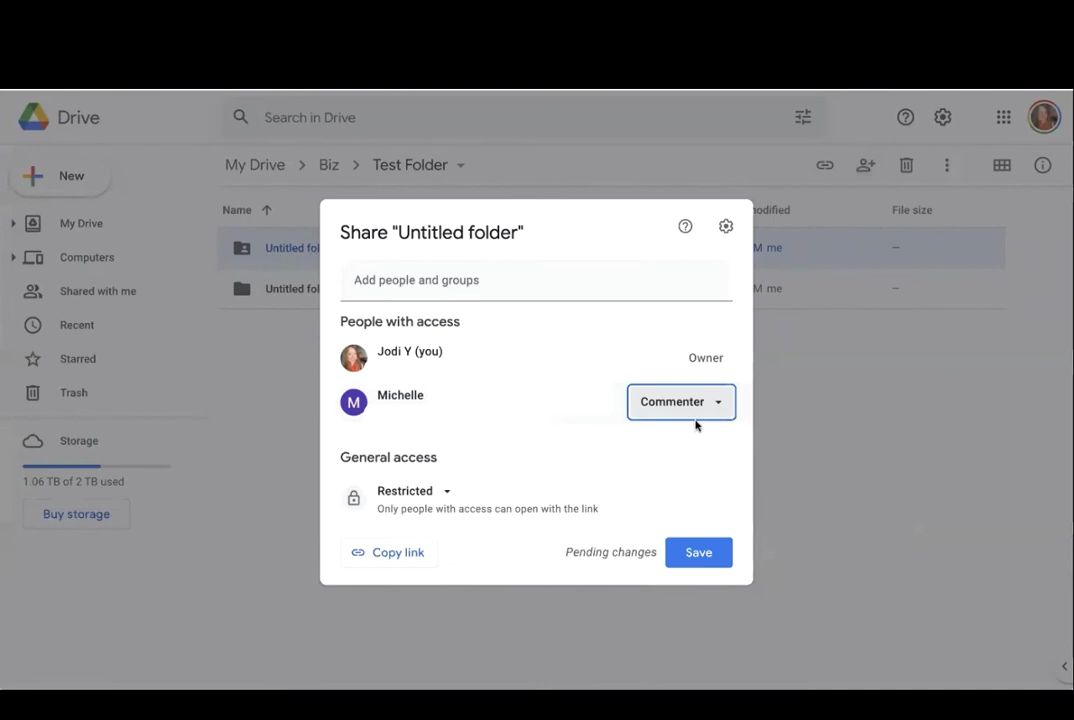 Drive
Search in Drive
New
My Drive > Biz > Test Folder
My Drive
Computers
Shared with me
Recent
Starred
Trash
Storage
1.06 TB of 2 TB used
Buy storage
Name
modified
File size
Untitled fol
M me
–
Untitled fol
M me
–
Share "Untitled folder"
Add people and groups
People with access
Jodi Y (you)
Owner
M
Michelle
Commenter
General access
Restricted
Only people with access can open with the link
Copy link
Pending changes
Save